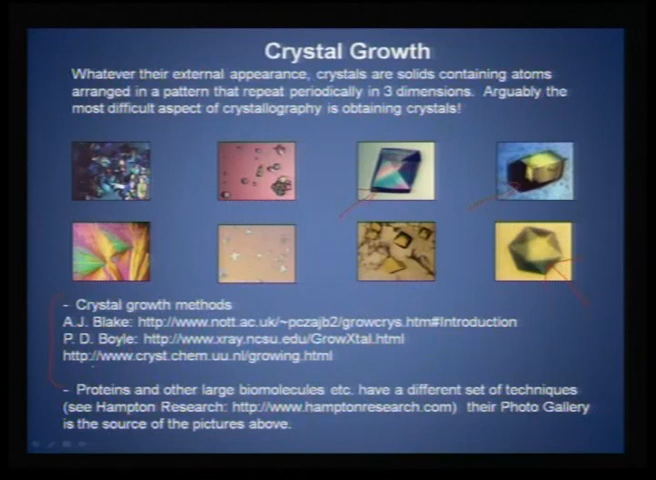 Crystal Growth
Whatever their external appearance, crystals are solids containing atoms
arranged in a pattern that repeat periodically in 3 dimensions. Arguably the
most difficult aspect of crystallography is obtaining crystals!
- Crystal growth methods
A.J. Blake: http://www.nott.ac.uk/~pczajb2/growcrys.htm#Introduction
P. D. Boyle: http://www.xray.ncsu.edu/GrowXtal.html
http://www.cryst.chem.uu.nl/growing.html
- Proteins and other large biomolecules etc. have a different set of techniques
(see Hampton Research: http://www.hamptonresearch.com) their Photo Gallery
is the source of the pictures above.